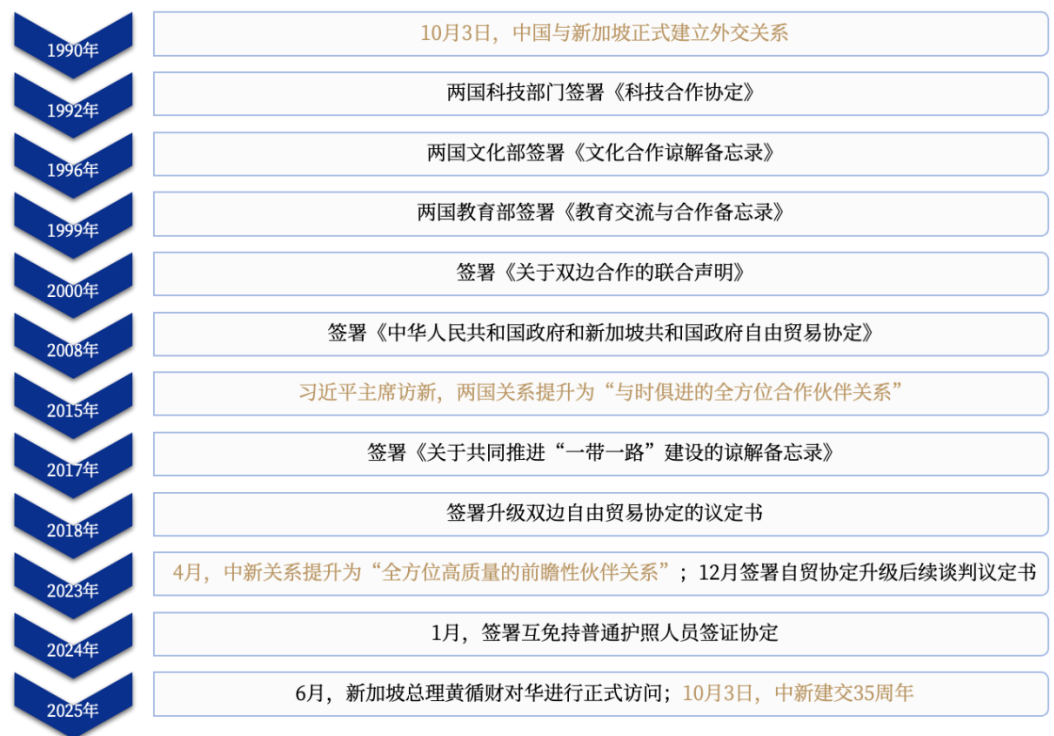 1990年
10月3日，中国与新加坡正式建立外交关系
1992年
两国科技部门签署《科技合作协定》
1996年
两国文化部签署《文化合作谅解备忘录》
1999年
两国教育部签署《教育交流与合作备忘录》
2000年
签署《关于双边合作的联合声明》
2008年
签署《中华人民共和国政府和新加坡共和国政府自由贸易协定》
2015年
习近平主席访新，两国关系提升为“与时俱进的全方位合作伙伴关系”
2017年
签署《关于共同推进“一带一路”建设的谅解备忘录》
2018年
签署升级双边自由贸易协定的议定书
2023年
4月，中新关系提升为“全方位高质量的前瞻性伙伴关系”；12月签署自贸协定升级后续谈判议定书
2024年
1月，签署互免持普通护照人员签证协定
2025年
6月，新加坡总理黄循财对华进行正式访问；10月3日，中新建交35周年